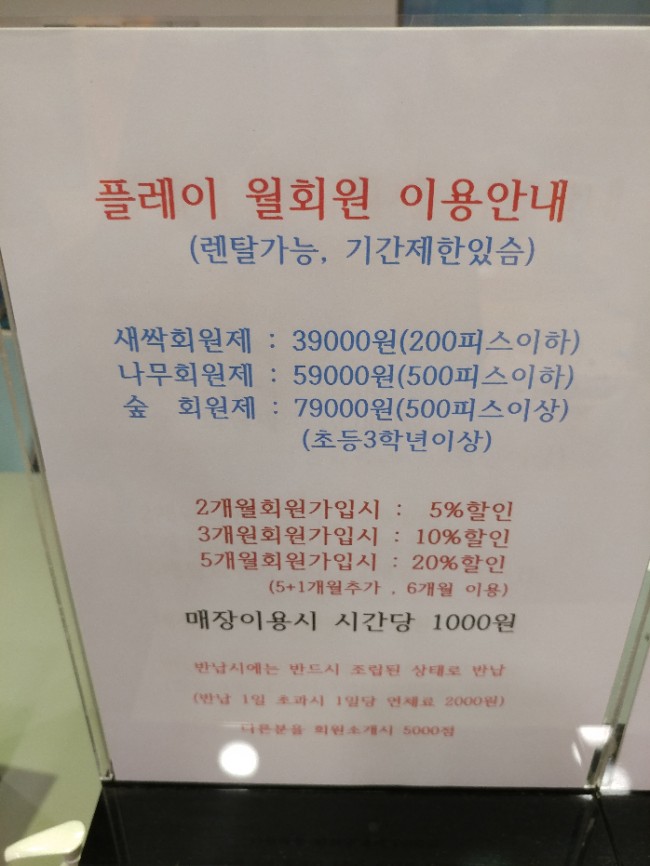 플레이 월회원 이용안내
(렌탈가능, 기간제한있슴)
새싹회원제 : 39000원(200피스이하)
나무회원제 : 59000원(500피스이하)
숲 회원제 : 79000원(500피스이상)
(초등3학년이상)
2개월회원가입시 : 5%할인
3개원회원가입시 : 10%할인
5개월회원가입시 : 20%할인
(5+1개월추가 , 6개월 이용)
매장이용시 시간당 1000원
반납시에는 반드시 조립된 상태로 반납
(반납 1일 초과시 1일당 연체료 2000원)
다른분을 회원소개시 5000점